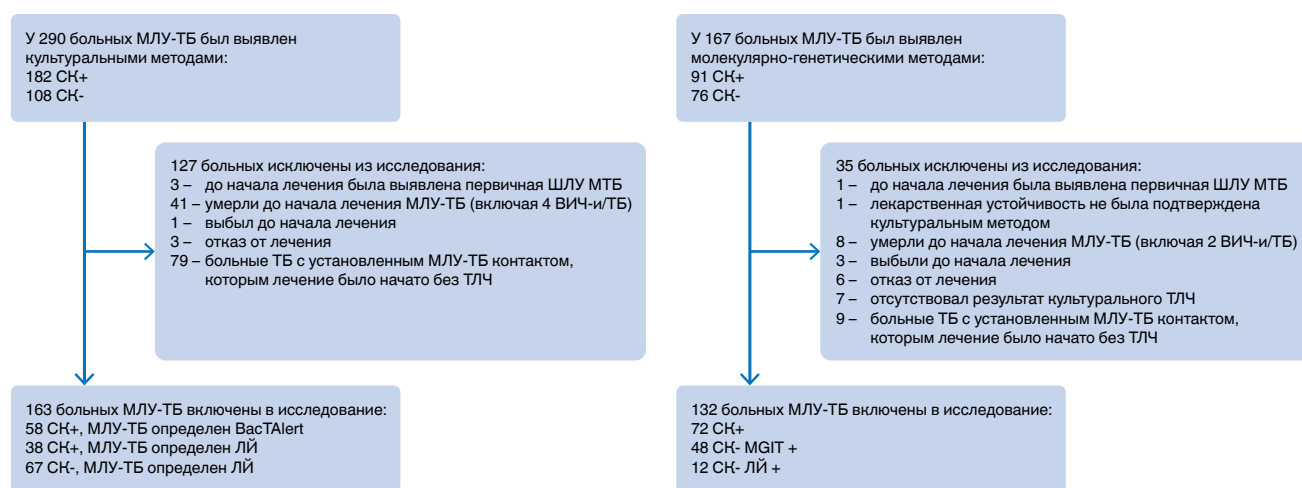 У 290 больных МЛУ-ТБ был выявлен
культуральными методами:
182 СК+
108 СК-
127 больных исключены из исследования:
3 – до начала лечения была выявлена первичная ШЛУ МТБ
41 – умерли до начала лечения МЛУ-ТБ (включая 4 ВИЧ-и/ТБ)
1 – выбыл до начала лечения
3 – отказ от лечения
79 – больные ТБ с установленным МЛУ-ТБ контактом,
которым лечение было начато без ТЛЧ
163 больных МЛУ-ТБ включены в исследование:
58 СК+, МЛУ-ТБ определен BacTAlert
38 СК+, МЛУ-ТБ определен ЛЙ
67 СК-, МЛУ-ТБ определен ЛЙ
У 167 больных МЛУ-ТБ был выявлен
молекулярно-генетическими методами:
91 СК+
76 СК-
35 больных исключены из исследования:
1 – до начала лечения была выявлена первичная ШЛУ МТБ
1 – лекарственная устойчивость не была подтверждена
культуральным методом
8 – умерли до начала лечения МЛУ-ТБ (включая 2 ВИЧ-и/ТБ)
3 – выбыли до начала лечения
6 – отказ от лечения
7 – отсутствовал результат культурального ТЛЧ
9 – больные ТБ с установленным МЛУ-ТБ контактом,
которым лечение было начато без ТЛЧ
132 больных МЛУ-ТБ включены в исследование:
72 СК+
48 СК- MGIT +
12 СК- ЛЙ +